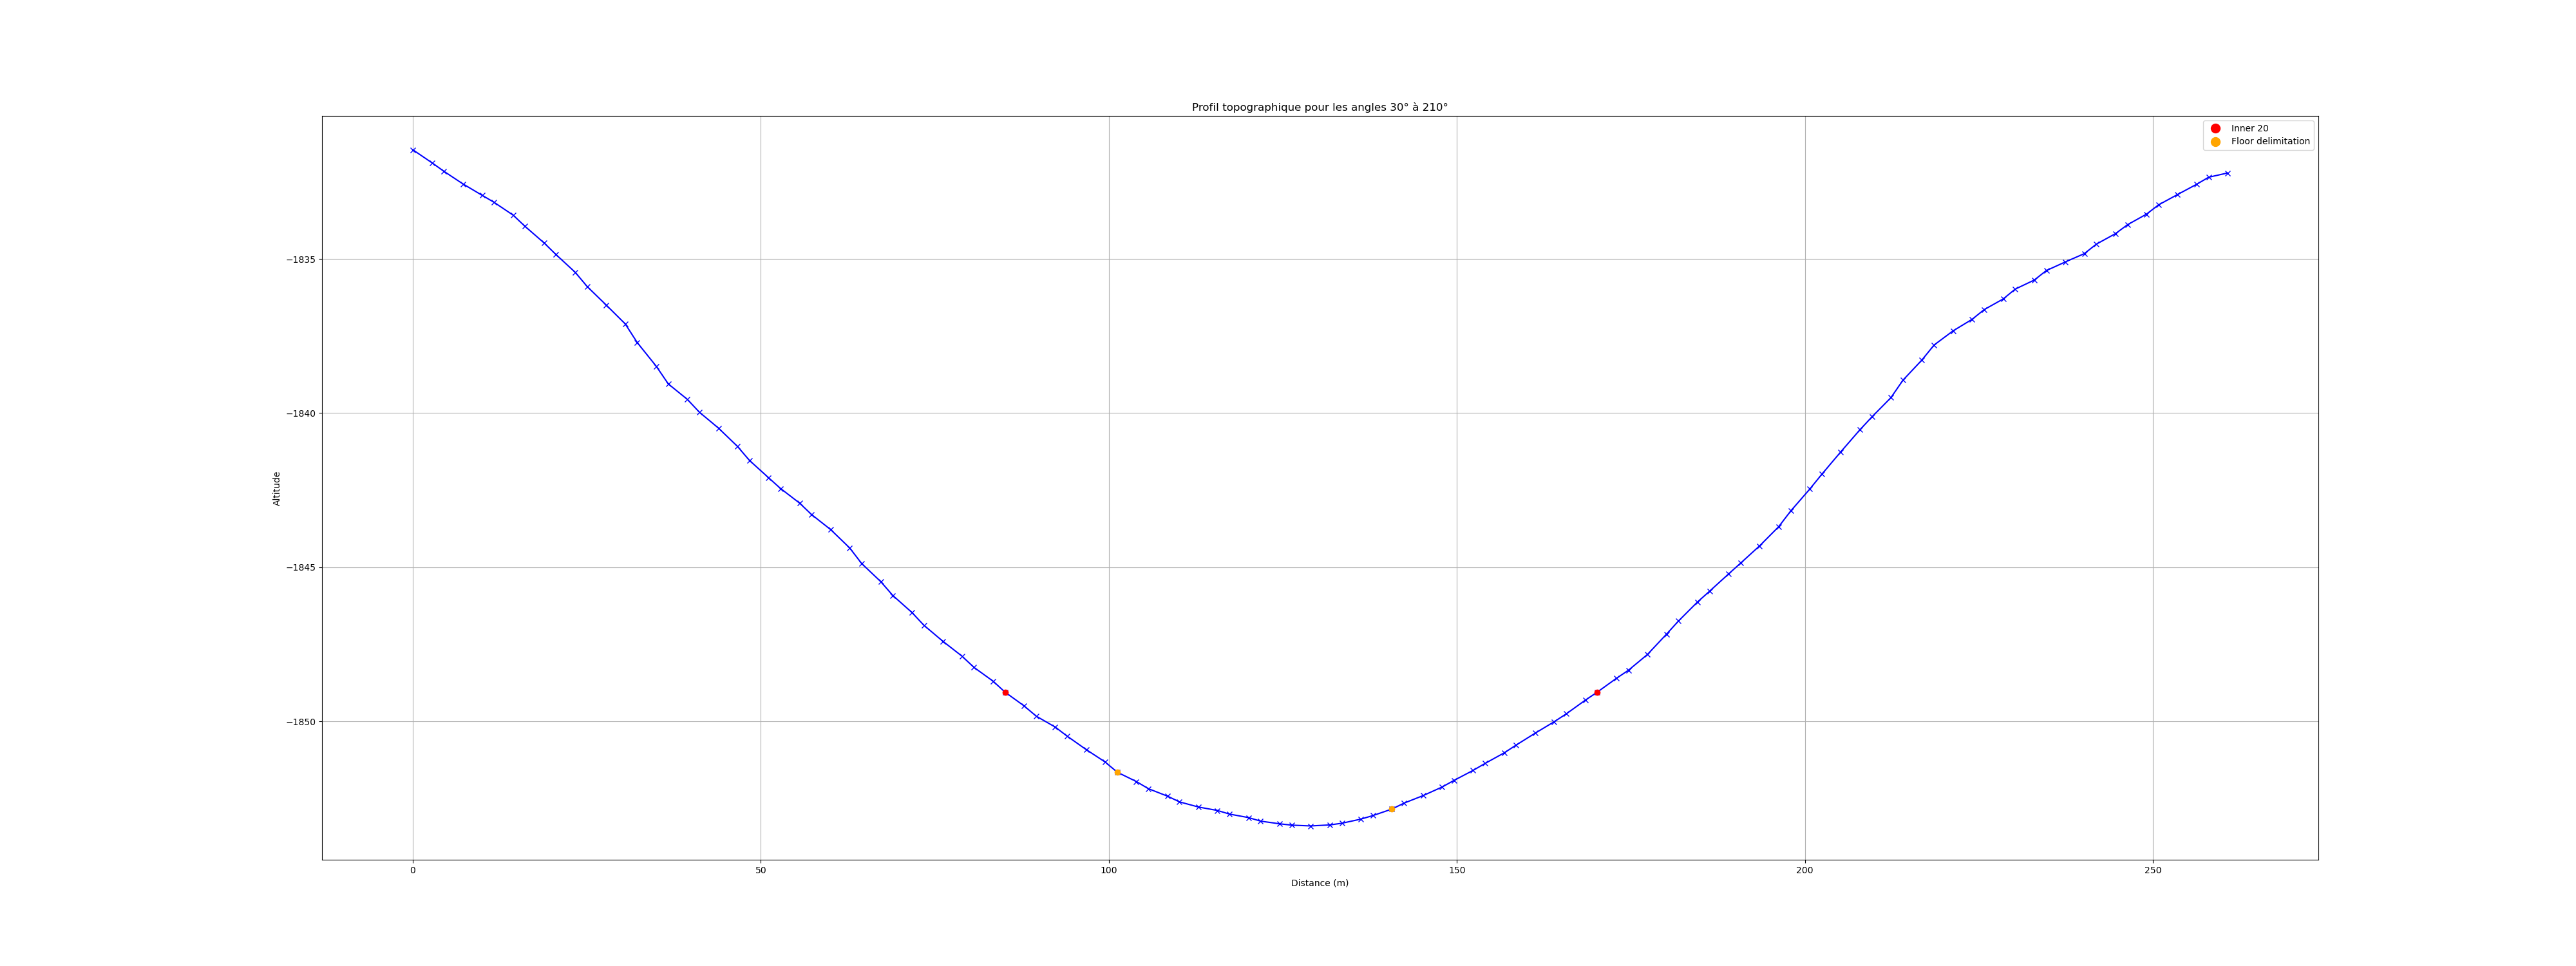 Profil topographique pour les angles 30° à 210°
Inner 20
Floor delimitation
−1835
−1840
−1845
−1850
Altitude
0
50
100
150
200
250
Distance (m)